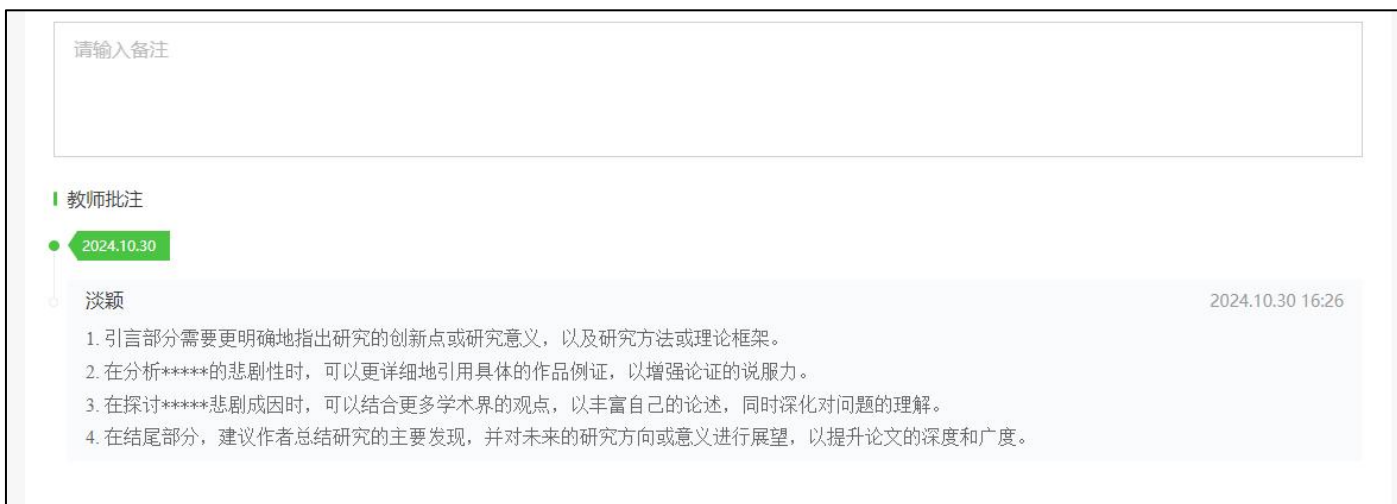 请输入备注
教师批注
2024.10.30
淡颖 2024.10.30 16:26
1. 引言部分需要更明确地指出研究的创新点或研究意义，以及研究方法或理论框架。
2. 在分析*****的悲剧性时，可以更详细地引用具体的作品例证，以增强论证的说服力。
3. 在探讨*****悲剧成因时，可以结合更多学术界的观点，以丰富自己的论述，同时深化对问题的理解。
4. 在结尾部分，建议作者总结研究的主要发现，并对未来的研究方向或意义进行展望，以提升论文的深度和广度。